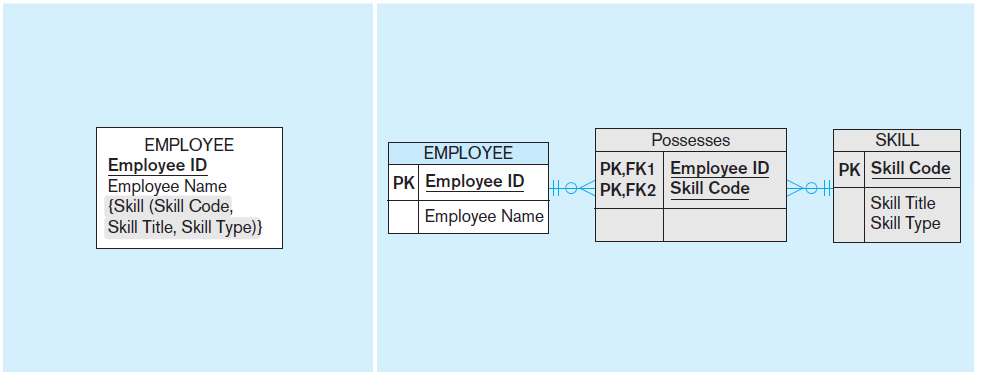 EMPLOYEE
Employee ID
Employee Name
{Skill (Skill Code,
Skill Title, Skill Type)}
EMPLOYEE
PK Employee ID
Employee Name
Possesses
PK,FK1 Employee ID
PK,FK2 Skill Code
SKILL
PK Skill Code
Skill Title
Skill Type